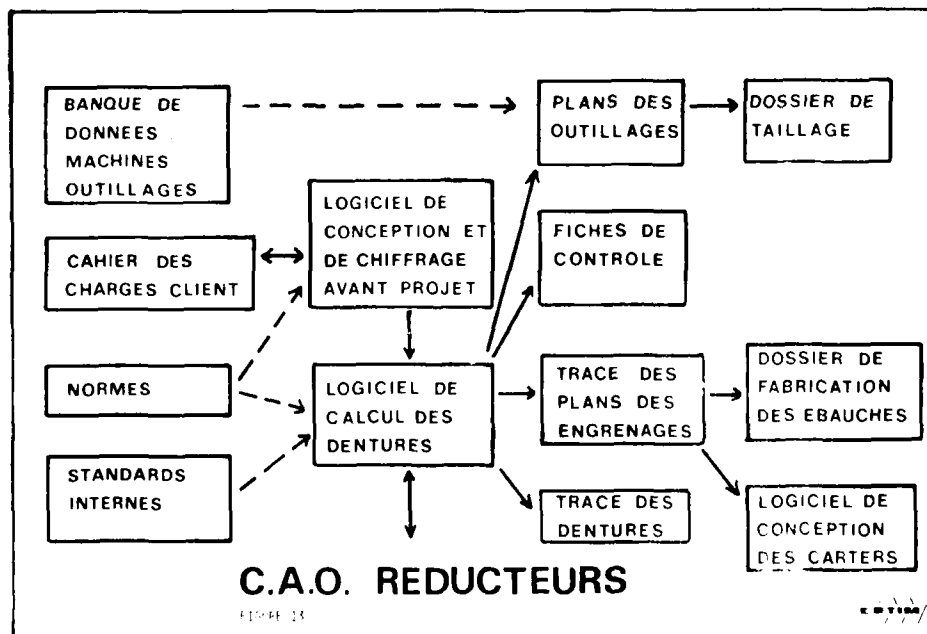 BANQUE DE
DONNEES
MACHINES
OUTILLAGES
PLANS DES
OUTILLAGES
DOSSIER DE
TAILLAGE
LOGICIEL DE
CONCEPTION ET
DE CHIFFRAGE
AVANT PROJET
FICHES DE
CONTROLE
CAHIER DES
CHARGES CLIENT
NORMES
LOGICIEL DE
CALCUL DES
DENTURES
TRACE DES
PLANS DES
ENGRENAGES
DOSSIER DE
FABRICATION
DES EBAUCHES
STANDARDS
INTERNES
TRACE DES
DENTURES
LOGICIEL DE
CONCEPTION
DES CARTERS
C.A.O. REDUCTEURS
FIGURE 13